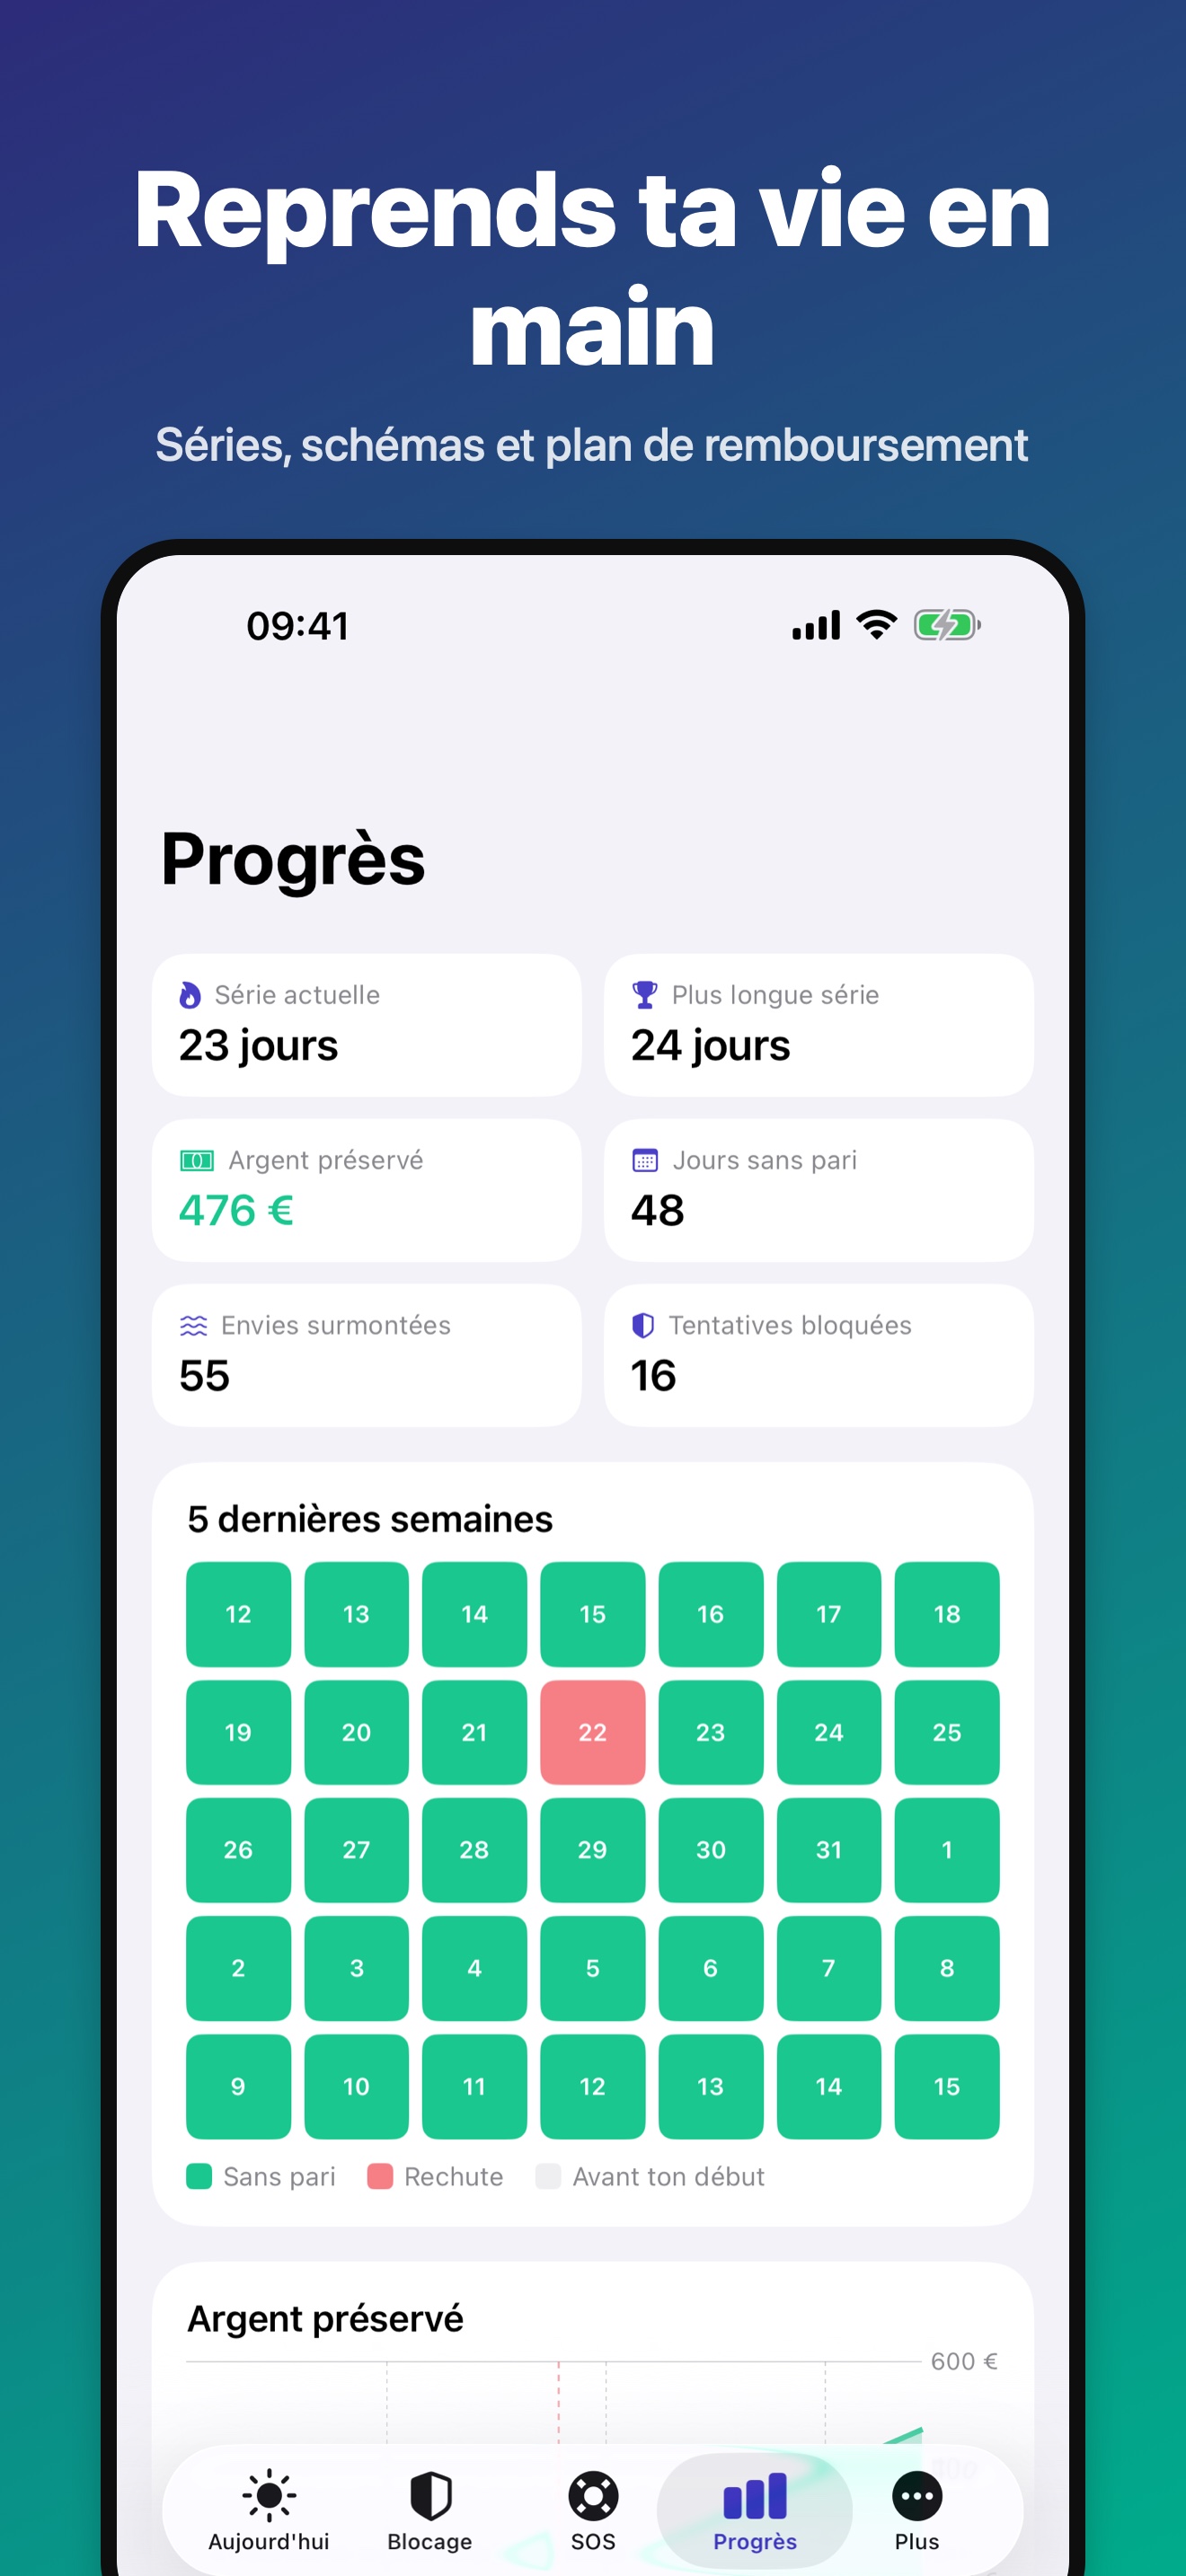 Reprends ta vie en
main
Séries, schémas et plan de remboursement
09:41
Progrès
Série actuelle
23 jours
Plus longue série
24 jours
Argent préservé
476 €
Jours sans pari
48
Envies surmontées
55
Tentatives bloquées
16
5 dernières semaines
12 13 14 15 16 17 18
19 20 21 22 23 24 25
26 27 28 29 30 31 1
2 3 4 5 6 7 8
9 10 11 12 13 14 15
Sans pari Rechute Avant ton début
Argent préservé
600 €
Aujourd'hui Blocage SOS Progrès Plus